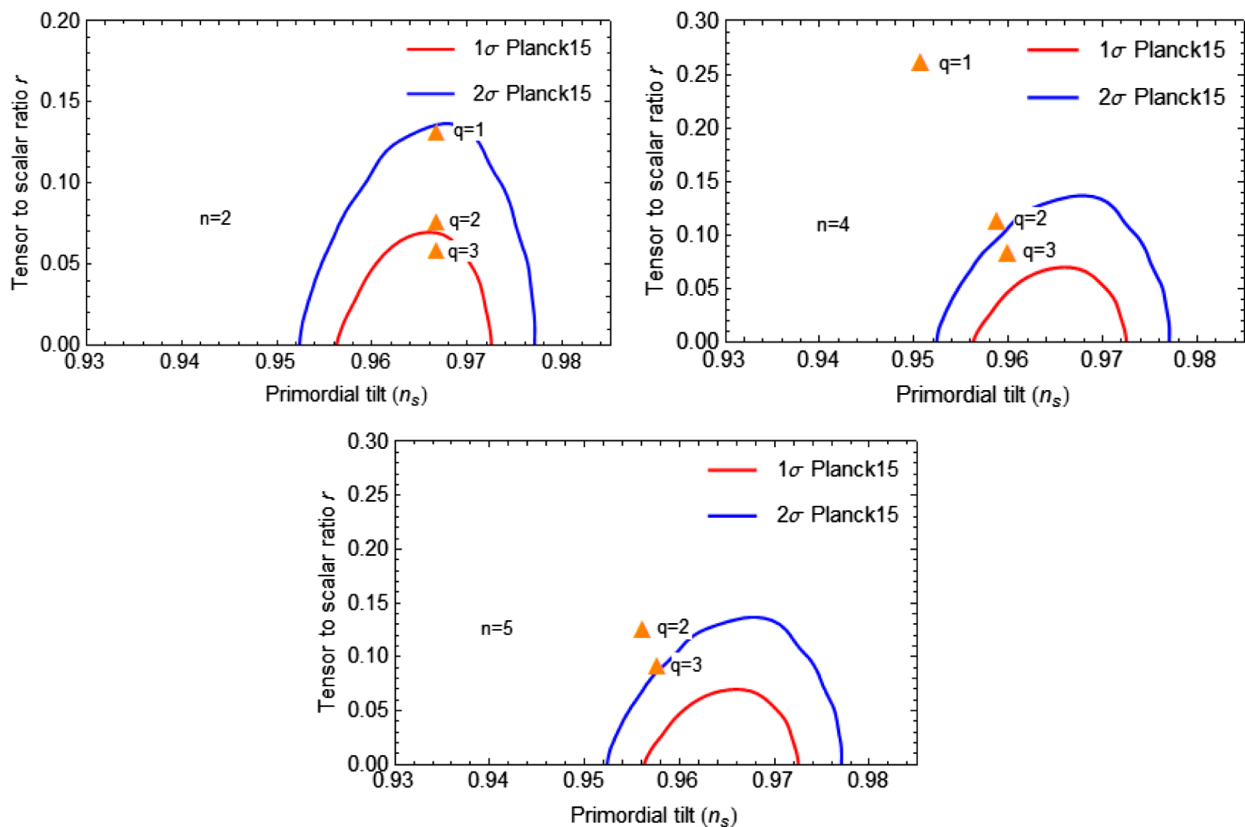 0.20
0.15
0.10
0.05
0.00
Tensor to scalar ratio r
1σ Planck15
2σ Planck15
q=1
q=2
q=3
n=2
0.93 0.94 0.95 0.96 0.97 0.98
Primordial tilt (n_s)
0.30
0.25
0.20
0.15
0.10
0.05
0.00
Tensor to scalar ratio r
1σ Planck15
2σ Planck15
q=1
q=2
q=3
n=4
0.93 0.94 0.95 0.96 0.97 0.98
Primordial tilt (n_s)
0.30
0.25
0.20
0.15
0.10
0.05
0.00
Tensor to scalar ratio r
1σ Planck15
2σ Planck15
q=2
q=3
n=5
0.93 0.94 0.95 0.96 0.97 0.98
Primordial tilt (n_s)